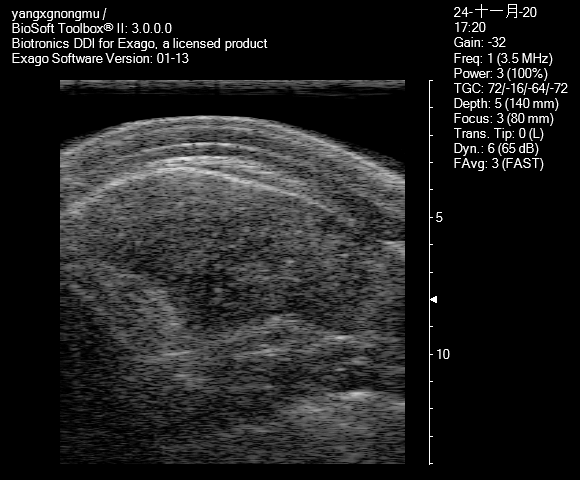 yangxgnongmu /
BioSoft Toolbox® II: 3.0.0.0
Biotronics DDI for Exago, a licensed product
Exago Software Version: 01-13
24-十一月-20
17:20
Gain: -32
Freq: 1 (3.5 MHz)
Power: 3 (100%)
TGC: 72/-16/-64/-72
Depth: 5 (140 mm)
Focus: 3 (80 mm)
Trans. Tip: 0 (L)
Dyn.: 6 (65 dB)
FAvg: 3 (FAST)
5
10